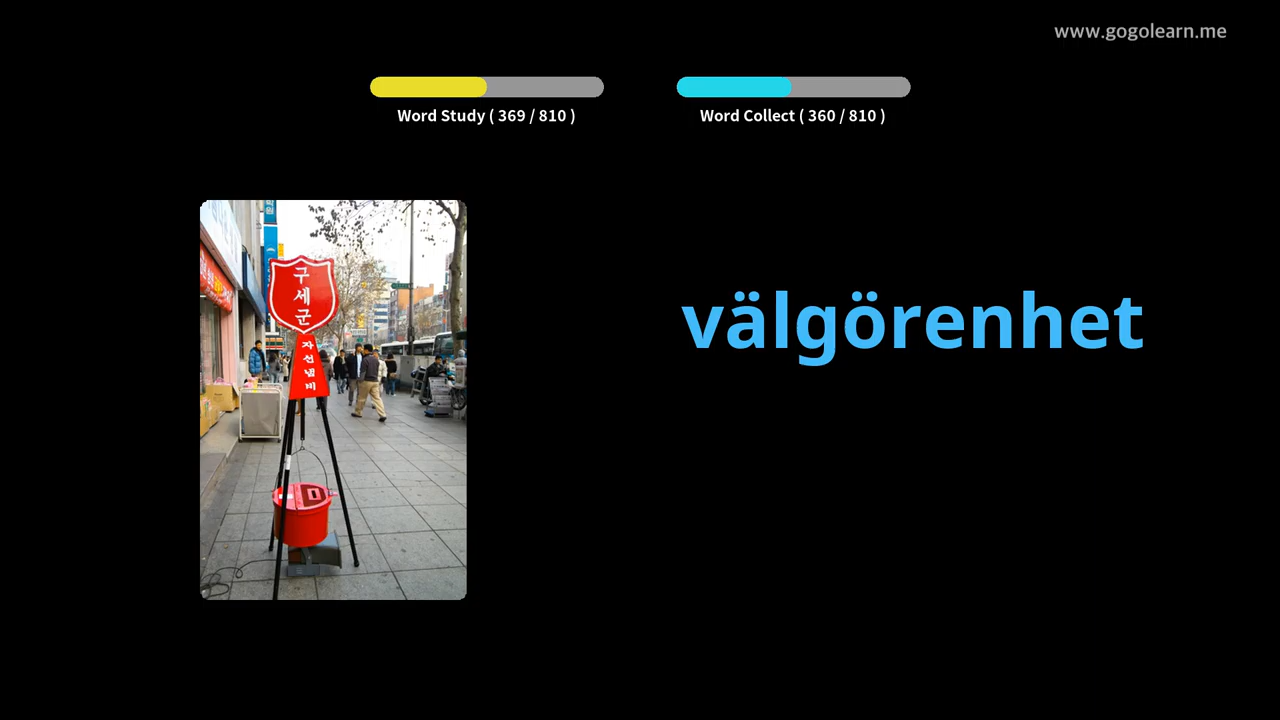 www.gogolearn.me
Word Study ( 369 / 810 )
Word Collect ( 360 / 810 )
구세군
자선냄비
välgörenhet